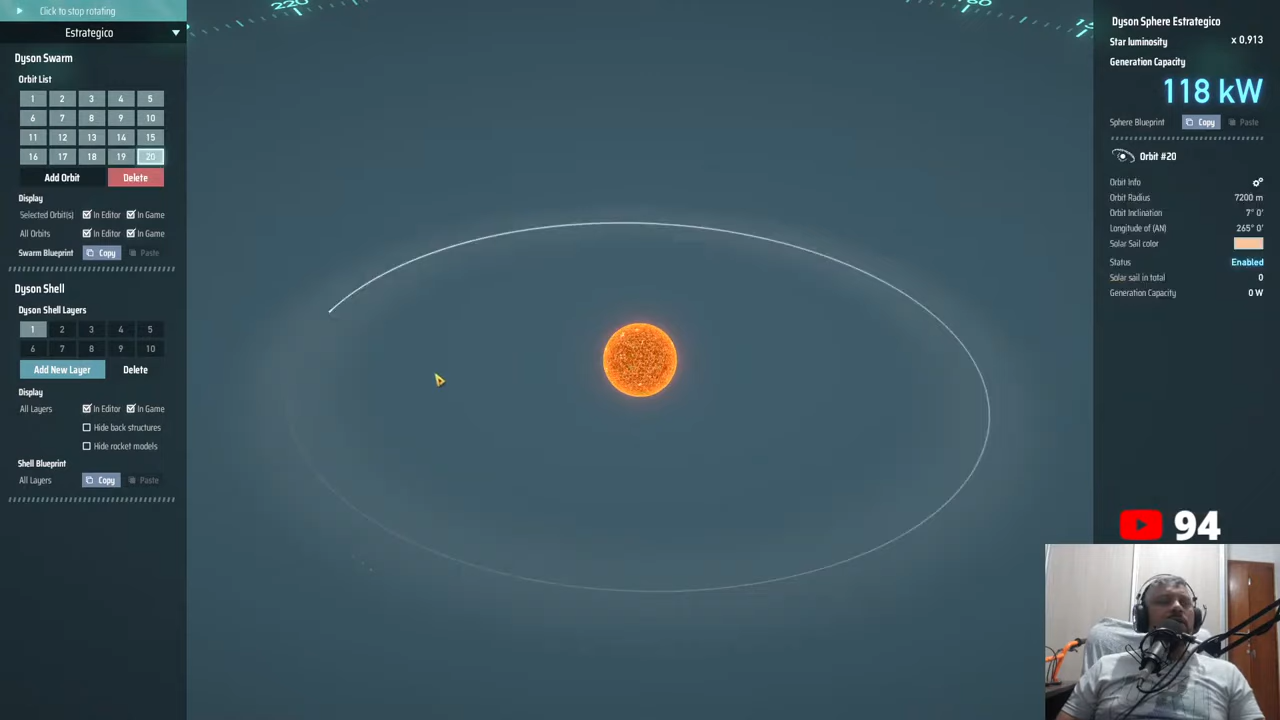 Click to stop rotating
Estrategico
Dyson Swarm
Orbit List
1 2 3 4 5
6 7 8 9 10
11 12 13 14 15
16 17 18 19 20
Add Orbit Delete
Display
Selected Orbit(s) In Editor In Game
All Orbits In Editor In Game
Swarm Blueprint Copy Paste
Dyson Shell
Dyson Shell Layers
1 2 3 4 5
6 7 8 9 10
Add New Layer Delete
Display
All Layers In Editor In Game
Hide back structures
Hide rocket models
Shell Blueprint
All Layers Copy Paste
220
Dyson Sphere Estrategico
Star luminosity x 0.913
Generation Capacity
118 kW
Sphere Blueprint Copy Paste
Orbit #20
Orbit Info
Orbit Radius 7200 m
Orbit Inclination 7° 0'
Longitude of (AN) 265° 0'
Solar Sail color
Status Enabled
Solar sail in total 0
Generation Capacity 0 W
94